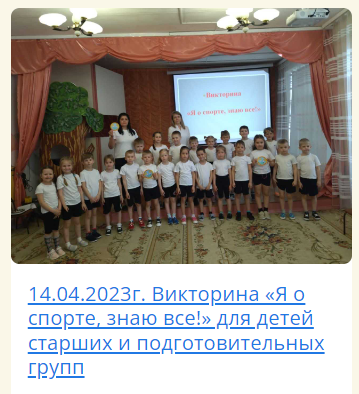 «Викторина
«Я о спорте, знаю все!»
14.04.2023г. Викторина «Я о
спорте, знаю все!» для детей
старших и подготовительных
групп